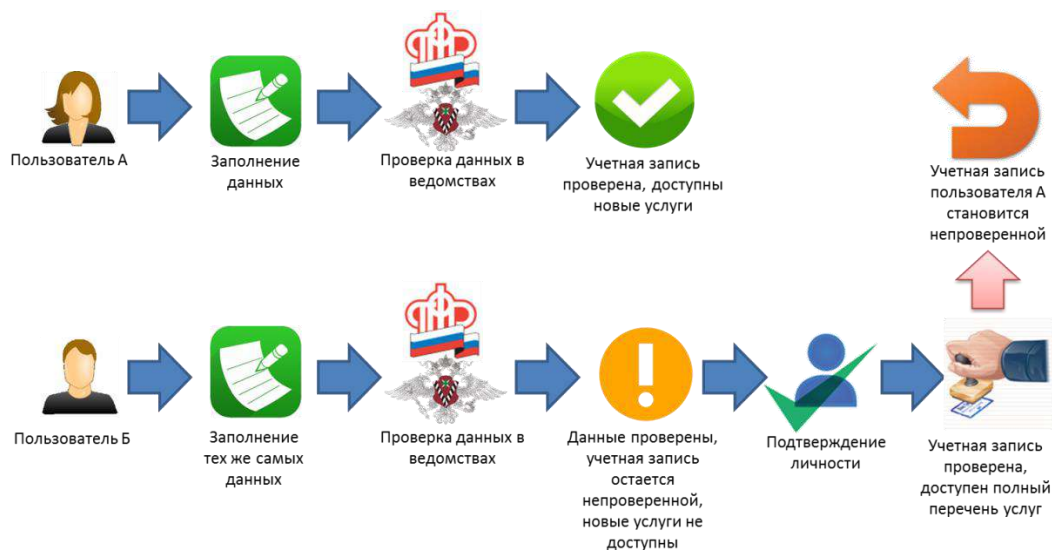 Пользователь А
Заполнение
данных
Проверка данных в
ведомствах
Учетная запись
проверена, доступны
новые услуги
Учетная запись
пользователя А
становится
непроверенной
Пользователь Б
Заполнение
тех же самых
данных
Проверка данных в
ведомствах
Данные проверены,
учетная запись
остается
непроверенной,
новые услуги не
доступны
Подтверждение
личности
Учетная запись
проверена,
доступен полный
перечень услуг